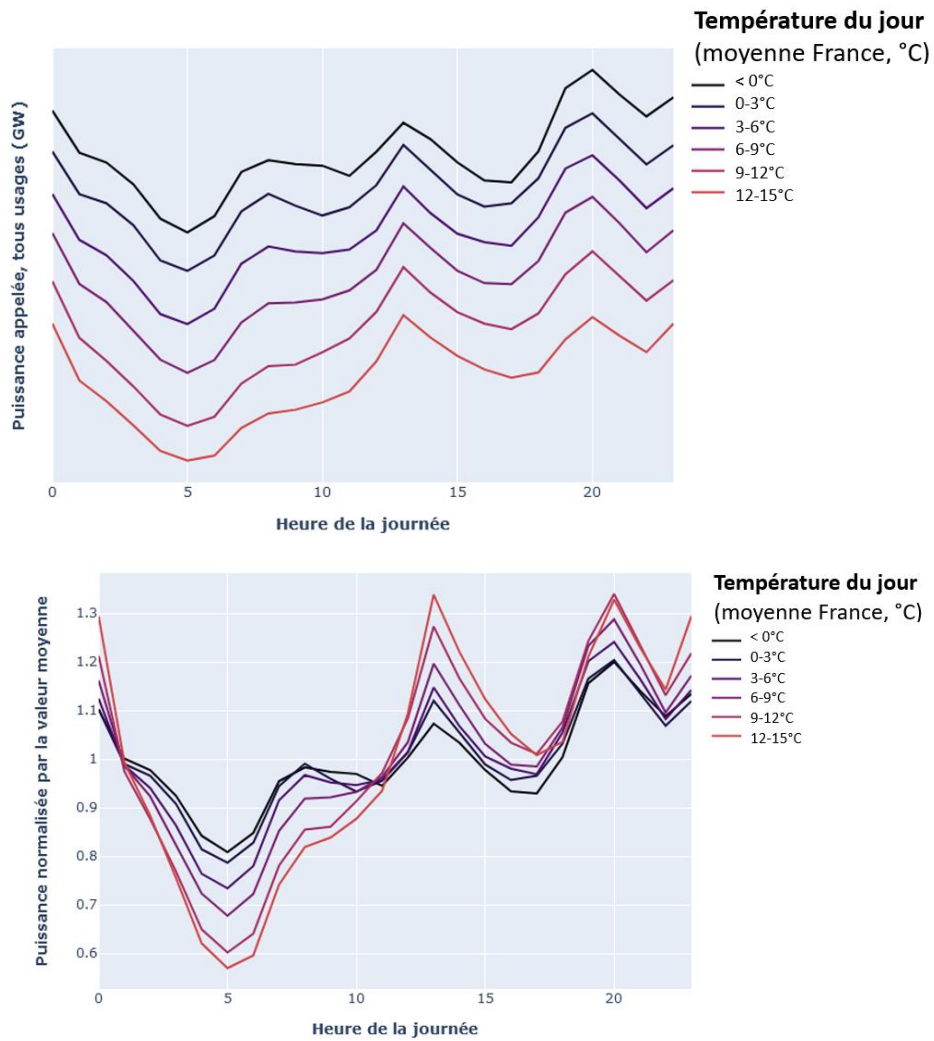 Température du jour
(moyenne France, °C)
< 0°C
0-3°C
3-6°C
6-9°C
9-12°C
12-15°C
Puissance appelée, tous usages (GW)
0
5
10
15
20
Heure de la journée
Température du jour
(moyenne France, °C)
< 0°C
0-3°C
3-6°C
6-9°C
9-12°C
12-15°C
Puissance normalisée par la valeur moyenne
1.3
1.2
1.1
1
0.9
0.8
0.7
0.6
0
5
10
15
20
Heure de la journée